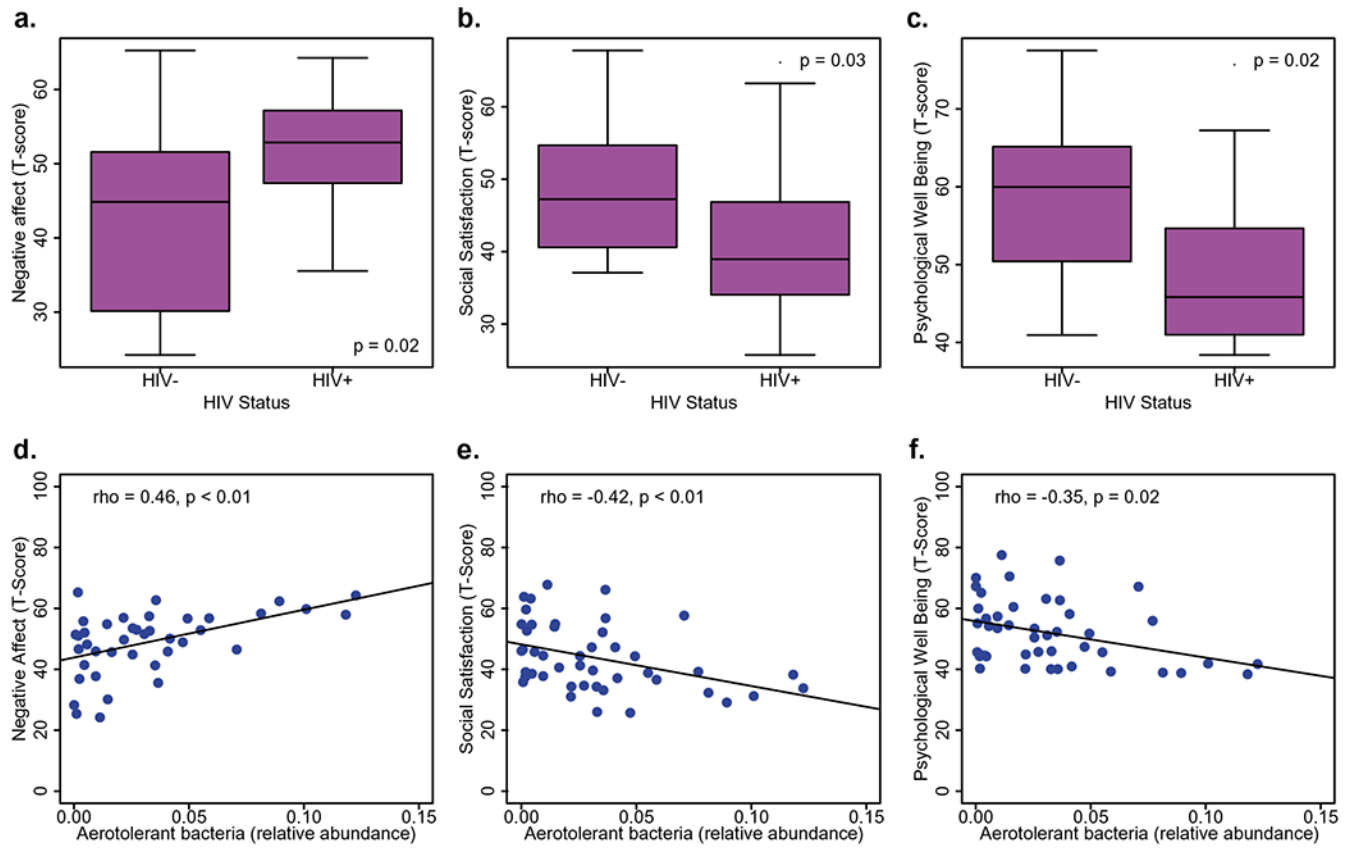 a.
Negative affect (T-score)
60
50
40
30
p = 0.02
HIV-
HIV+
HIV Status
b.
Social Satisfaction (T-score)
60
50
40
30
p = 0.03
HIV-
HIV+
HIV Status
c.
Psychological Well Being (T-score)
70
60
50
40
p = 0.02
HIV-
HIV+
HIV Status
d.
Negative Affect (T-Score)
100
80
60
40
20
0
rho = 0.46, p < 0.01
0.00 0.05 0.10 0.15
Aerotolerant bacteria (relative abundance)
e.
Social Satisfaction (T-Score)
100
80
60
40
20
0
rho = -0.42, p < 0.01
0.00 0.05 0.10 0.15
Aerotolerant bacteria (relative abundance)
f.
Psychological Well Being (T-Score)
100
80
60
40
20
0
rho = -0.35, p = 0.02
0.00 0.05 0.10 0.15
Aerotolerant bacteria (relative abundance)